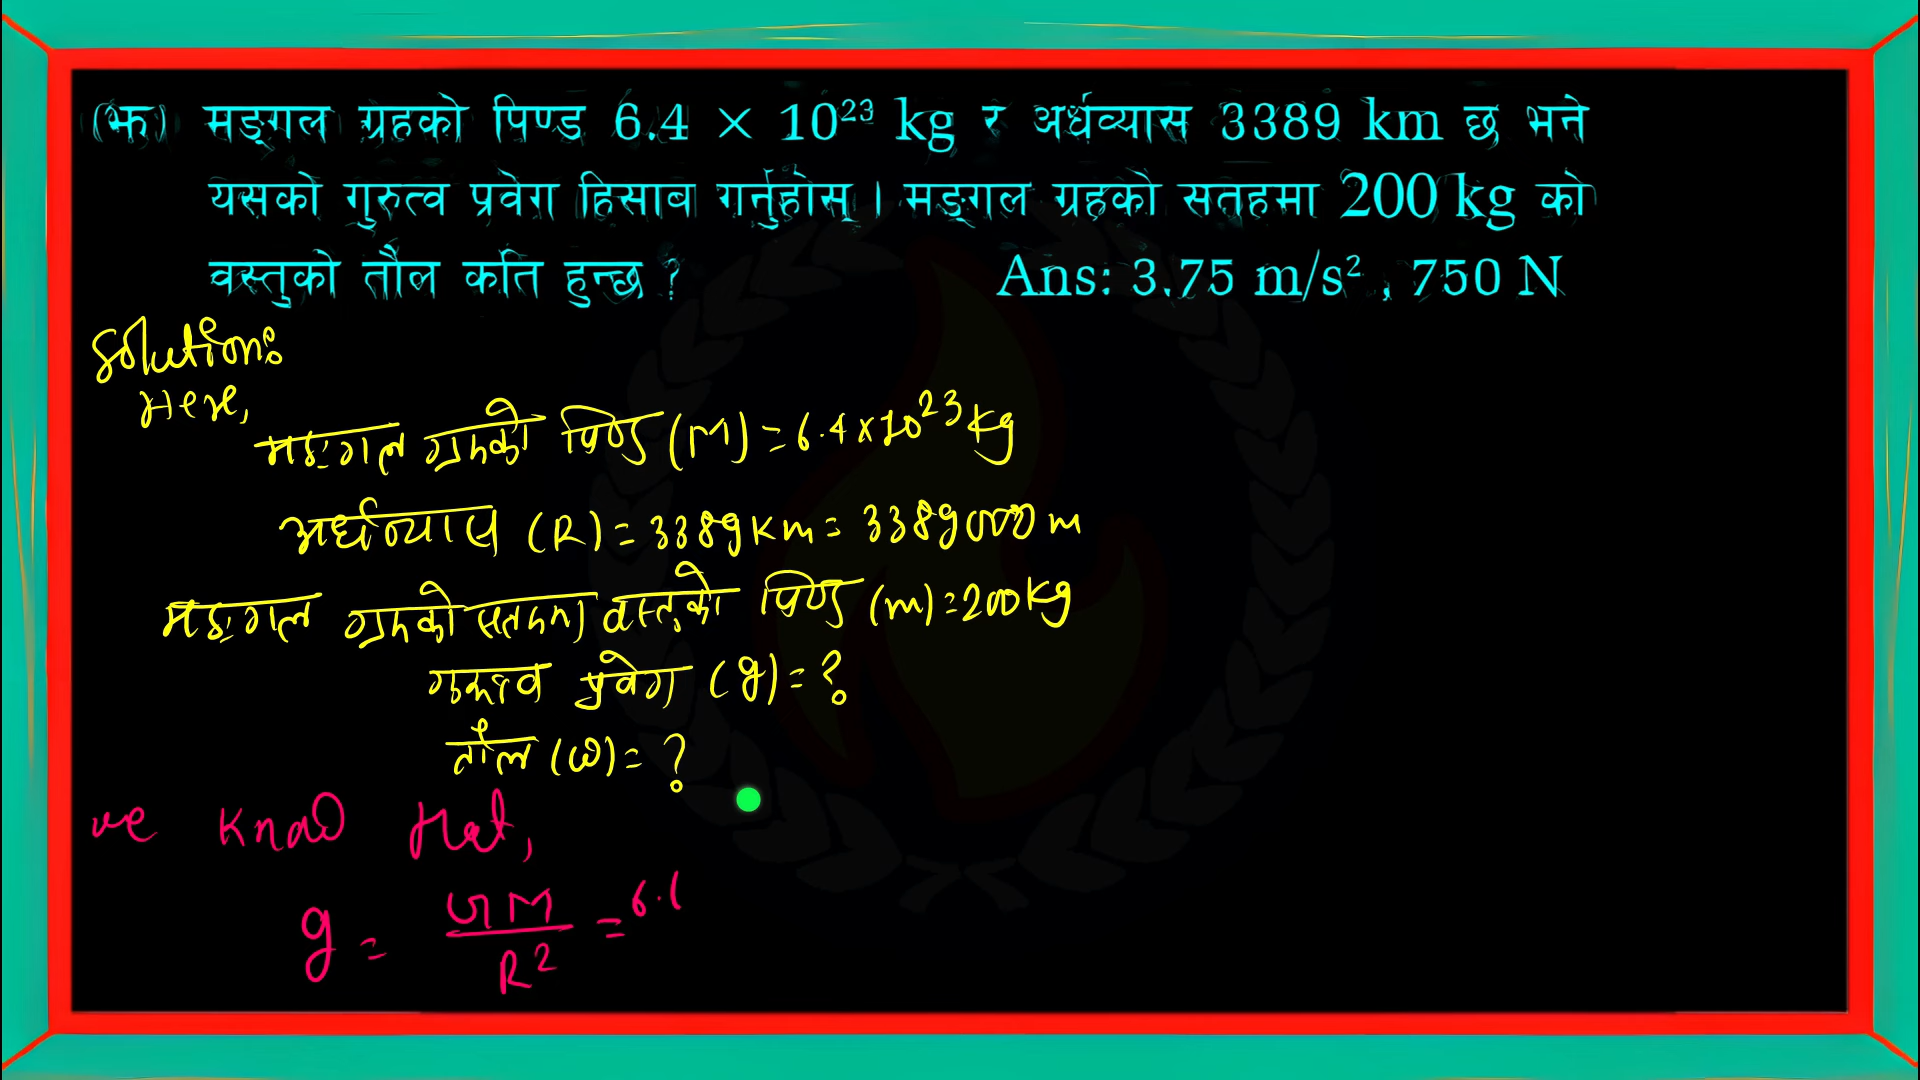 (झ) मङ्गल ग्रहको पिण्ड 6.4 × 10²³ kg र अर्धव्यास 3389 km छ भने
यसको गुरुत्व प्रवेग हिसाब गर्नुहोस् । मङ्गल ग्रहको सतहमा 200 kg को
वस्तुको तौल कति हुन्छ ? Ans: 3.75 m/s² , 750 N
Solution:
Here,
मङ्गल ग्रहको पिण्ड (M) = 6.4 × 10²³ kg
अर्धव्यास (R) = 3389 km = 3389000 m
मङ्गल ग्रहको सतहमा वस्तुको पिण्ड (m) = 200 kg
गुरुत्व प्रवेग (g) = ?
तौल (W) = ?
we know that,
g = GM/R² = 6.6